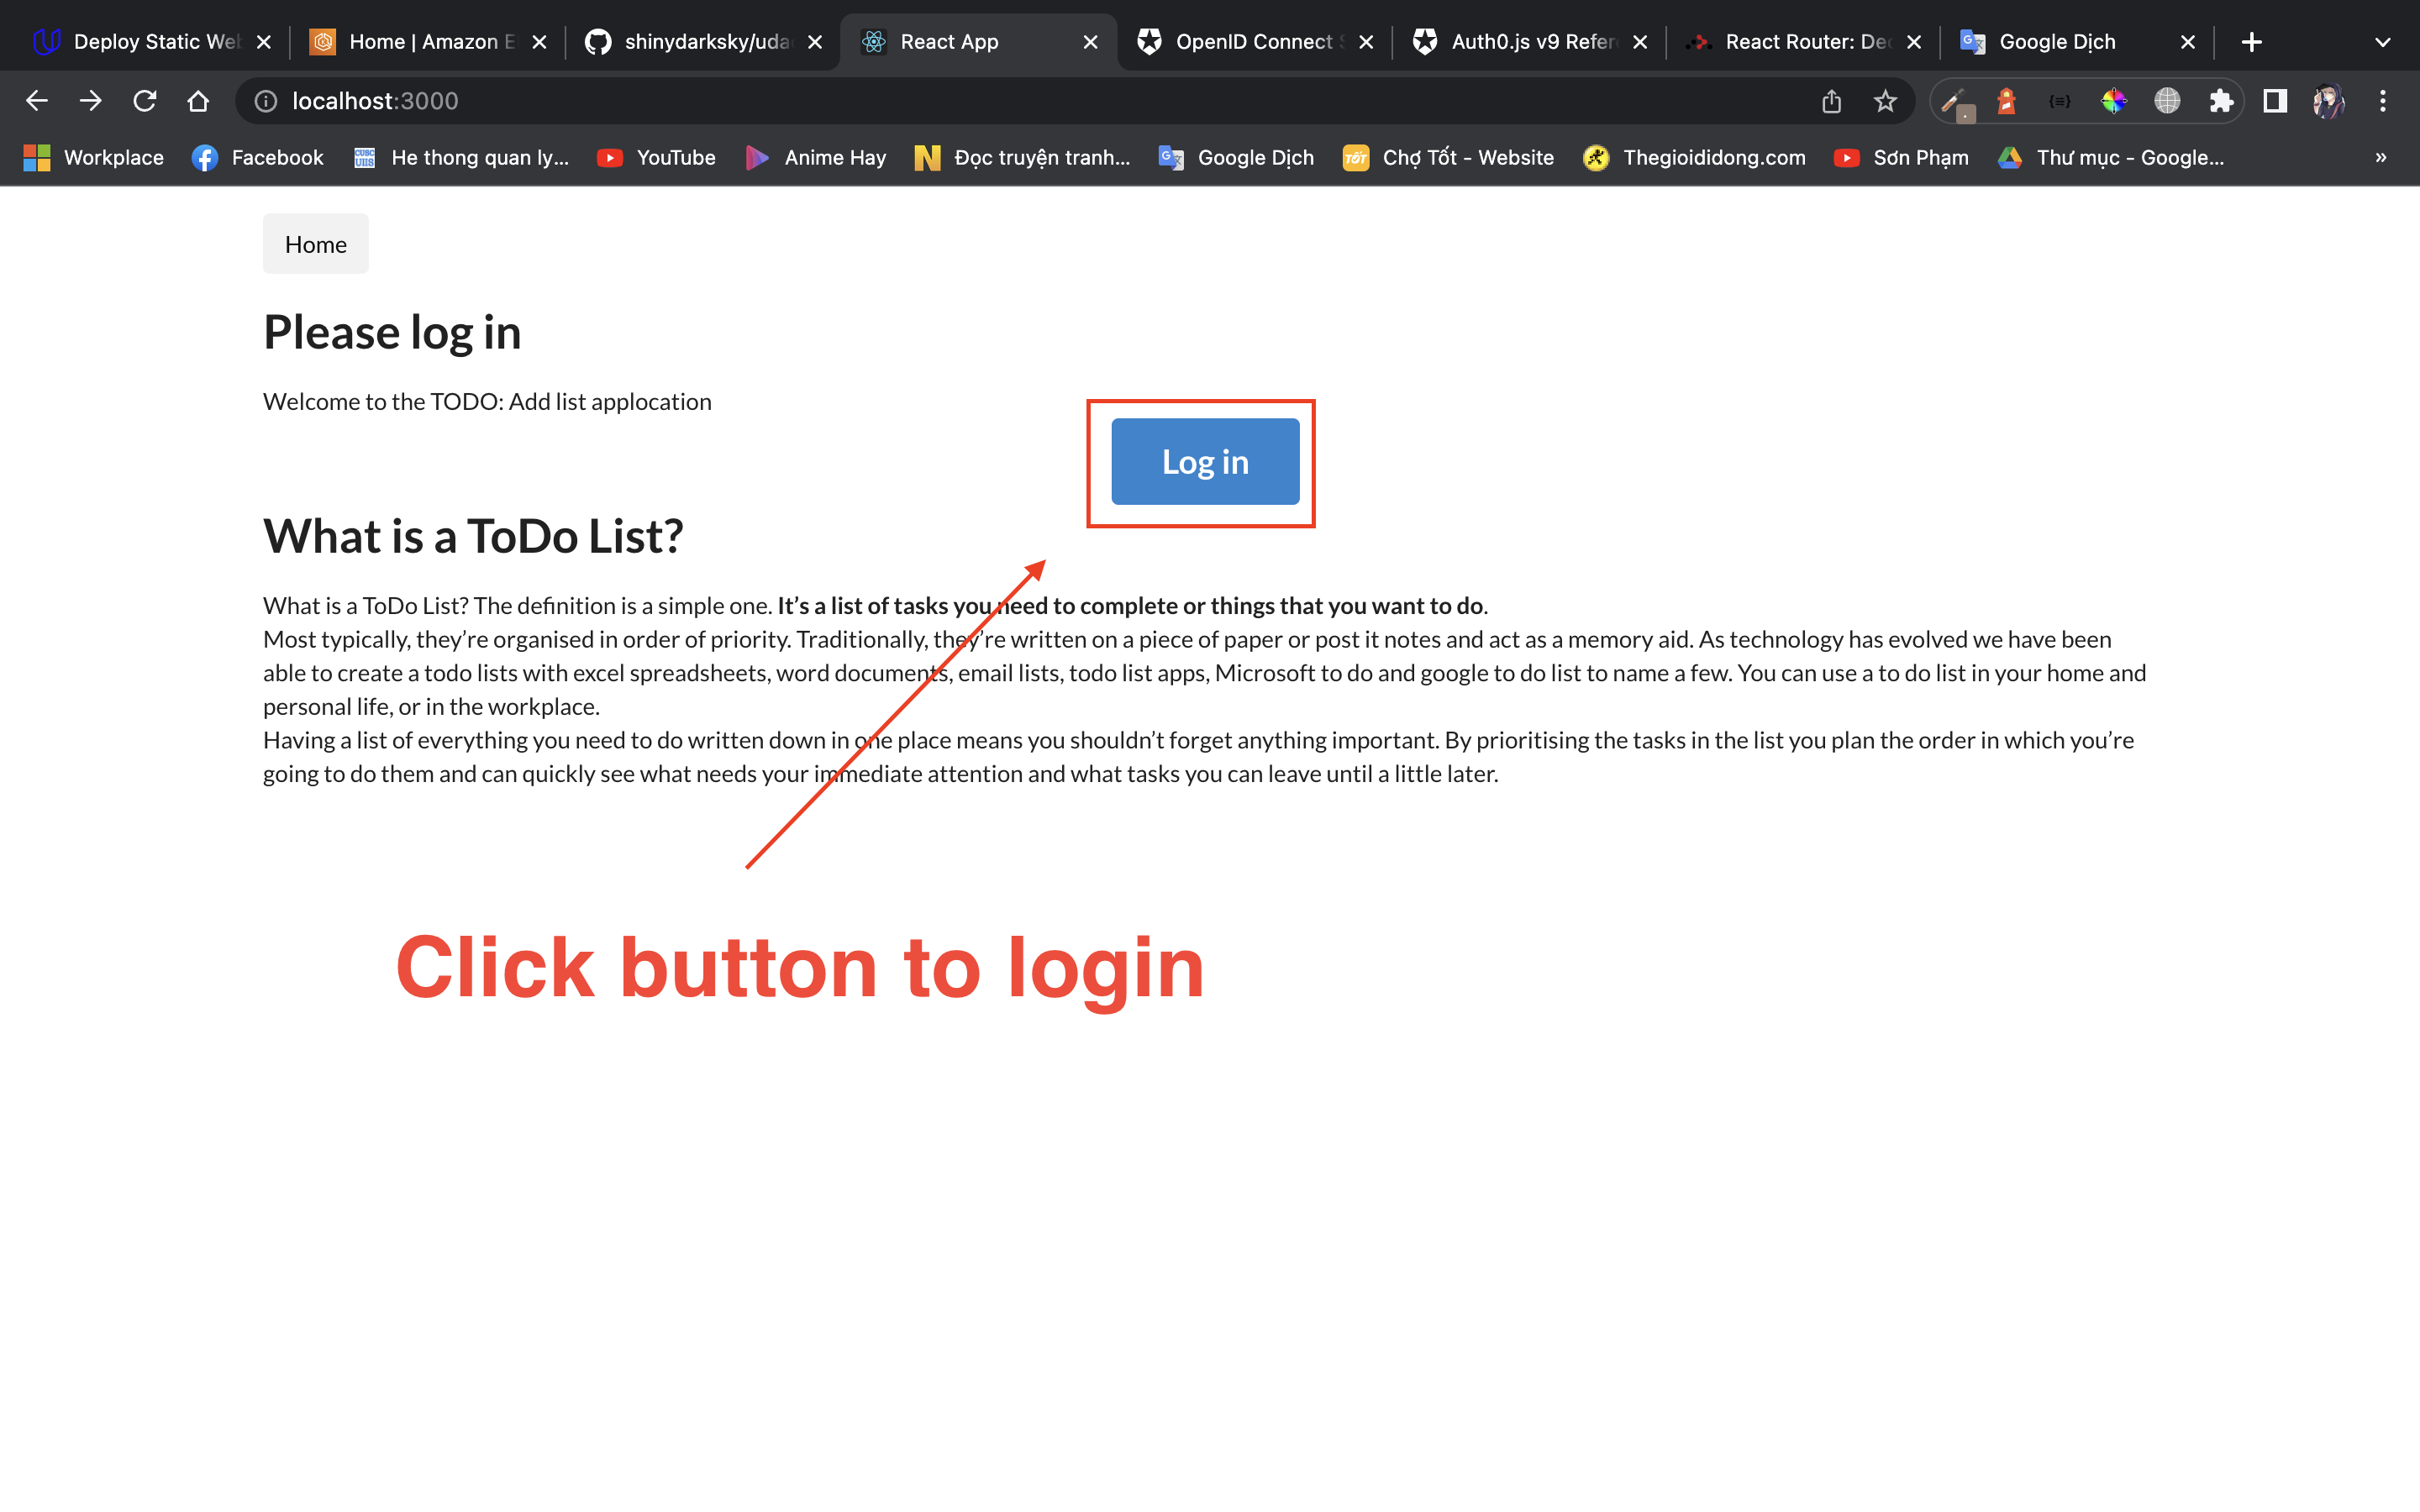 Deploy Static Web
Home | Amazon E
shinydarksky/uda
React App
OpenID Connect S
Auth0.js v9 Refer
React Router: Dec
Google Dịch
localhost:3000
Workplace
Facebook
He thong quan ly...
YouTube
Anime Hay
Đọc truyện tranh...
Google Dịch
Chợ Tốt - Website
Thegioididong.com
Sơn Phạm
Thư mục - Google...
Home
Please log in
Welcome to the TODO: Add list applocation
Log in
What is a ToDo List?
What is a ToDo List? The definition is a simple one. It’s a list of tasks you need to complete or things that you want to do.
Most typically, they’re organised in order of priority. Traditionally, they’re written on a piece of paper or post it notes and act as a memory aid. As technology has evolved we have been
able to create a todo lists with excel spreadsheets, word documents, email lists, todo list apps, Microsoft to do and google to do list to name a few. You can use a to do list in your home and
personal life, or in the workplace.
Having a list of everything you need to do written down in one place means you shouldn’t forget anything important. By prioritising the tasks in the list you plan the order in which you’re
going to do them and can quickly see what needs your immediate attention and what tasks you can leave until a little later.
Click button to login